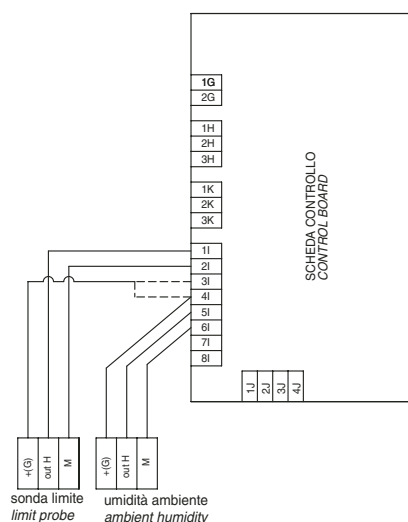 1G
2G
1H
2H
3H
1K
2K
3K
1I
2I
3I
4I
5I
6I
7I
8I
SCHEDA CONTROLLO
CONTROL BOARD
1J
2J
3J
4J
+(G)
out H
M
+(G)
out H
M
sonda limite
limit probe
umidità ambiente
ambient humidity